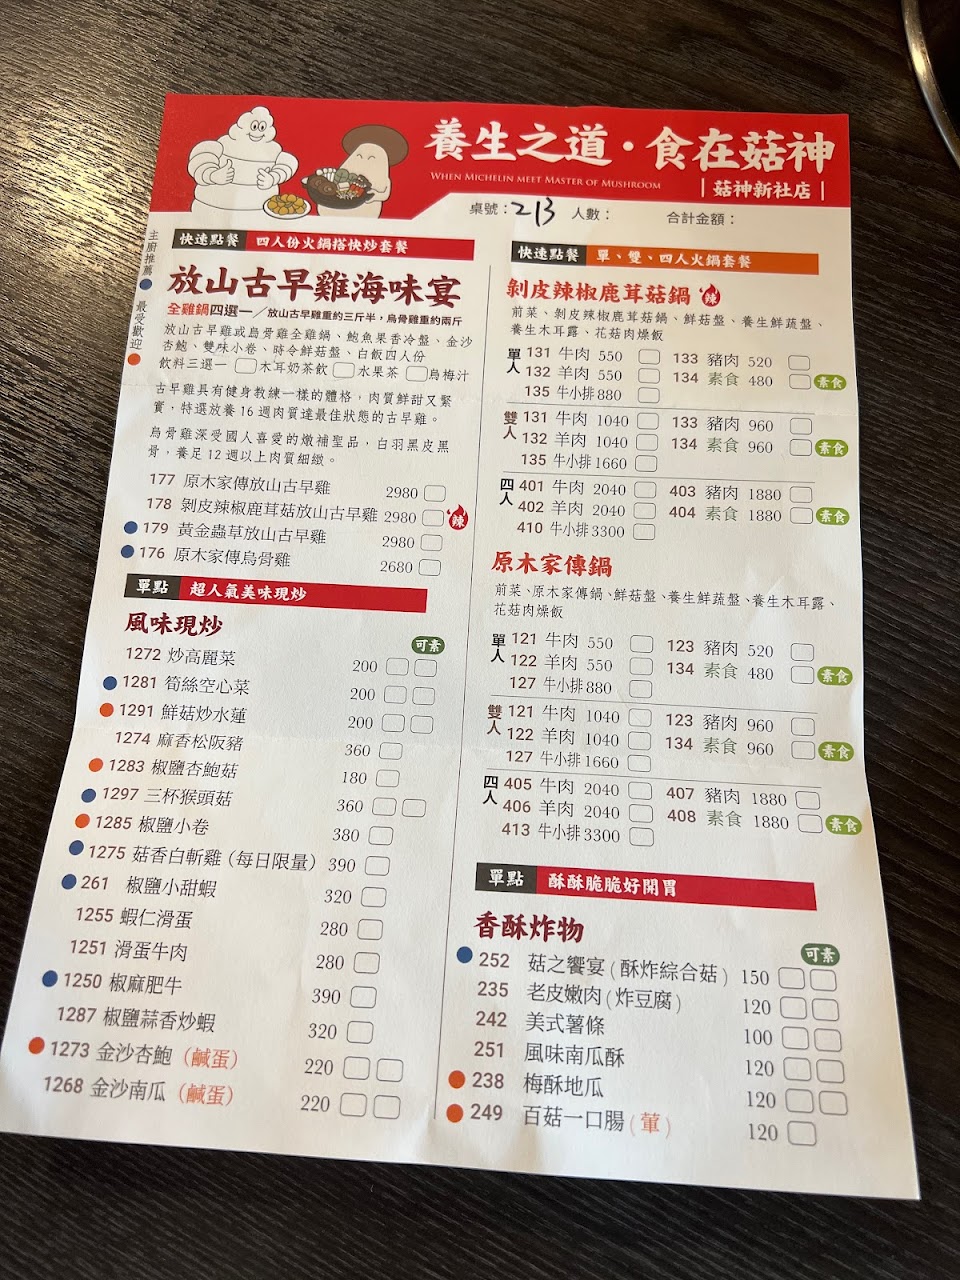 養生之道·食在菇神
WHEN MICHELIN MEET MASTER OF MUSHROOM
｜菇神新社店｜
桌號：213 人數： 合計金額：
主廚推薦
最受歡迎
快速點餐 四人份火鍋搭快炒套餐
放山古早雞海味宴
全雞鍋四選一／放山古早雞重約三斤半，烏骨雞重約兩斤
放山古早雞或烏骨雞全雞鍋、鮑魚果香冷盤、金沙
杏鮑、雙味小卷、時令鮮菇盤、白飯四人份
飲料三選一 木耳奶茶飲 水果茶 烏梅汁
古早雞具有健身教練一樣的體格，肉質鮮甜又緊
實，特選放養16週肉質達最佳狀態的古早雞。
烏骨雞深受國人喜愛的燉補聖品，白羽黑皮黑
骨，養足12週以上肉質細緻。
177 原木家傳放山古早雞 2980
178 剝皮辣椒鹿茸菇放山古早雞 2980 辣
179 黃金蟲草放山古早雞 2980
176 原木家傳烏骨雞 2680
單點 超人氣美味現炒
風味現炒
可素
1272 炒高麗菜 200
1281 筍絲空心菜 200
1291 鮮菇炒水蓮 200
1274 麻香松阪豬 360
1283 椒鹽杏鮑菇 180
1297 三杯猴頭菇 360
1285 椒鹽小卷 380
1275 菇香白斬雞（每日限量） 390
261 椒鹽小甜蝦 320
1255 蝦仁滑蛋 280
1251 滑蛋牛肉 280
1250 椒麻肥牛 390
1287 椒鹽蒜香炒蝦 320
1273 金沙杏鮑（鹹蛋） 220
1268 金沙南瓜（鹹蛋） 220
快速點餐 單、雙、四人火鍋套餐
剝皮辣椒鹿茸菇鍋 辣
前菜、剝皮辣椒鹿茸菇鍋、鮮菇盤、養生鮮蔬盤、
養生木耳露、花菇肉燥飯
單人 131 牛肉 550 133 豬肉 520
132 羊肉 550 134 素食 480 素食
135 牛小排 880
雙人 131 牛肉 1040 133 豬肉 960
132 羊肉 1040 134 素食 960 素食
135 牛小排 1660
四人 401 牛肉 2040 403 豬肉 1880
402 羊肉 2040 404 素食 1880 素食
410 牛小排 3300
原木家傳鍋
前菜、原木家傳鍋、鮮菇盤、養生鮮蔬盤、養生木耳露、
花菇肉燥飯
單人 121 牛肉 550 123 豬肉 520
122 羊肉 550 134 素食 480 素食
127 牛小排 880
雙人 121 牛肉 1040 123 豬肉 960
122 羊肉 1040 134 素食 960 素食
127 牛小排 1660
四人 405 牛肉 2040 407 豬肉 1880
406 羊肉 2040 408 素食 1880 素食
413 牛小排 3300
單點 酥酥脆脆好開胃
香酥炸物
可素
252 菇之饗宴（酥炸綜合菇） 150
235 老皮嫩肉（炸豆腐） 120
242 美式薯條 100
251 風味南瓜酥 120
238 梅酥地瓜 120
249 百菇一口腸（葷） 120